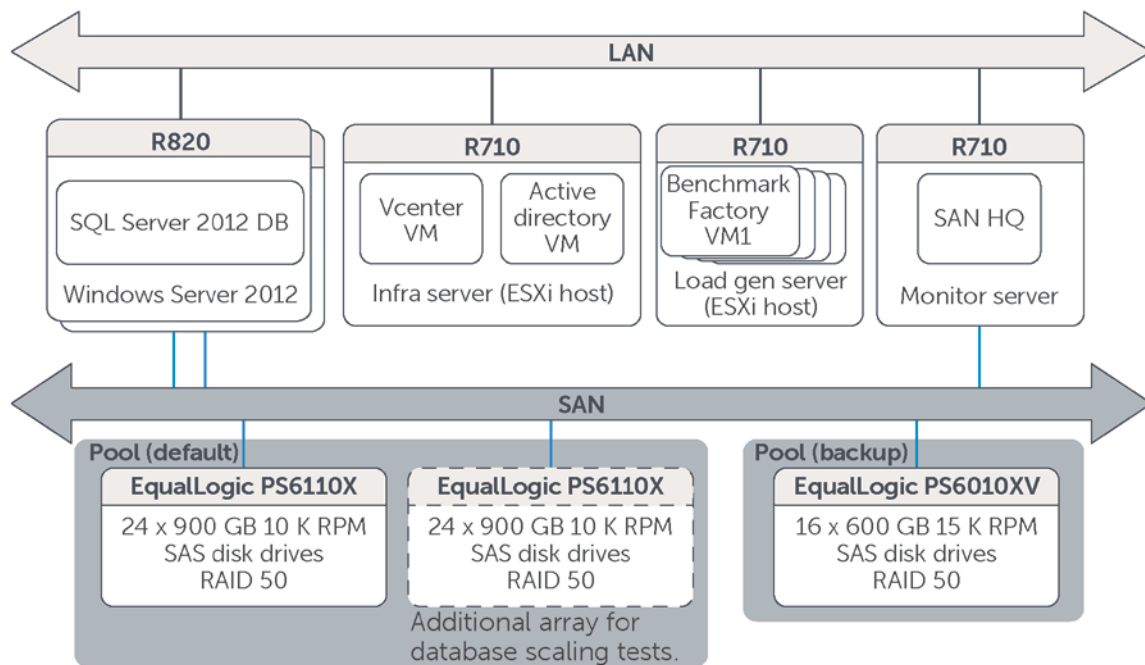 LAN
R820
SQL Server 2012 DB
Windows Server 2012
R710
Vcenter
VM
Active
directory
VM
Infra server (ESXi host)
R710
Benchmark
Factory
VM1
Load gen server
(ESXi host)
R710
SAN HQ
Monitor server
SAN
Pool (default)
EqualLogic PS6110X
24 x 900 GB 10 K RPM
SAS disk drives
RAID 50
EqualLogic PS6110X
24 x 900 GB 10 K RPM
SAS disk drives
RAID 50
Additional array for
database scaling tests.
Pool (backup)
EqualLogic PS6010XV
16 x 600 GB 15 K RPM
SAS disk drives
RAID 50